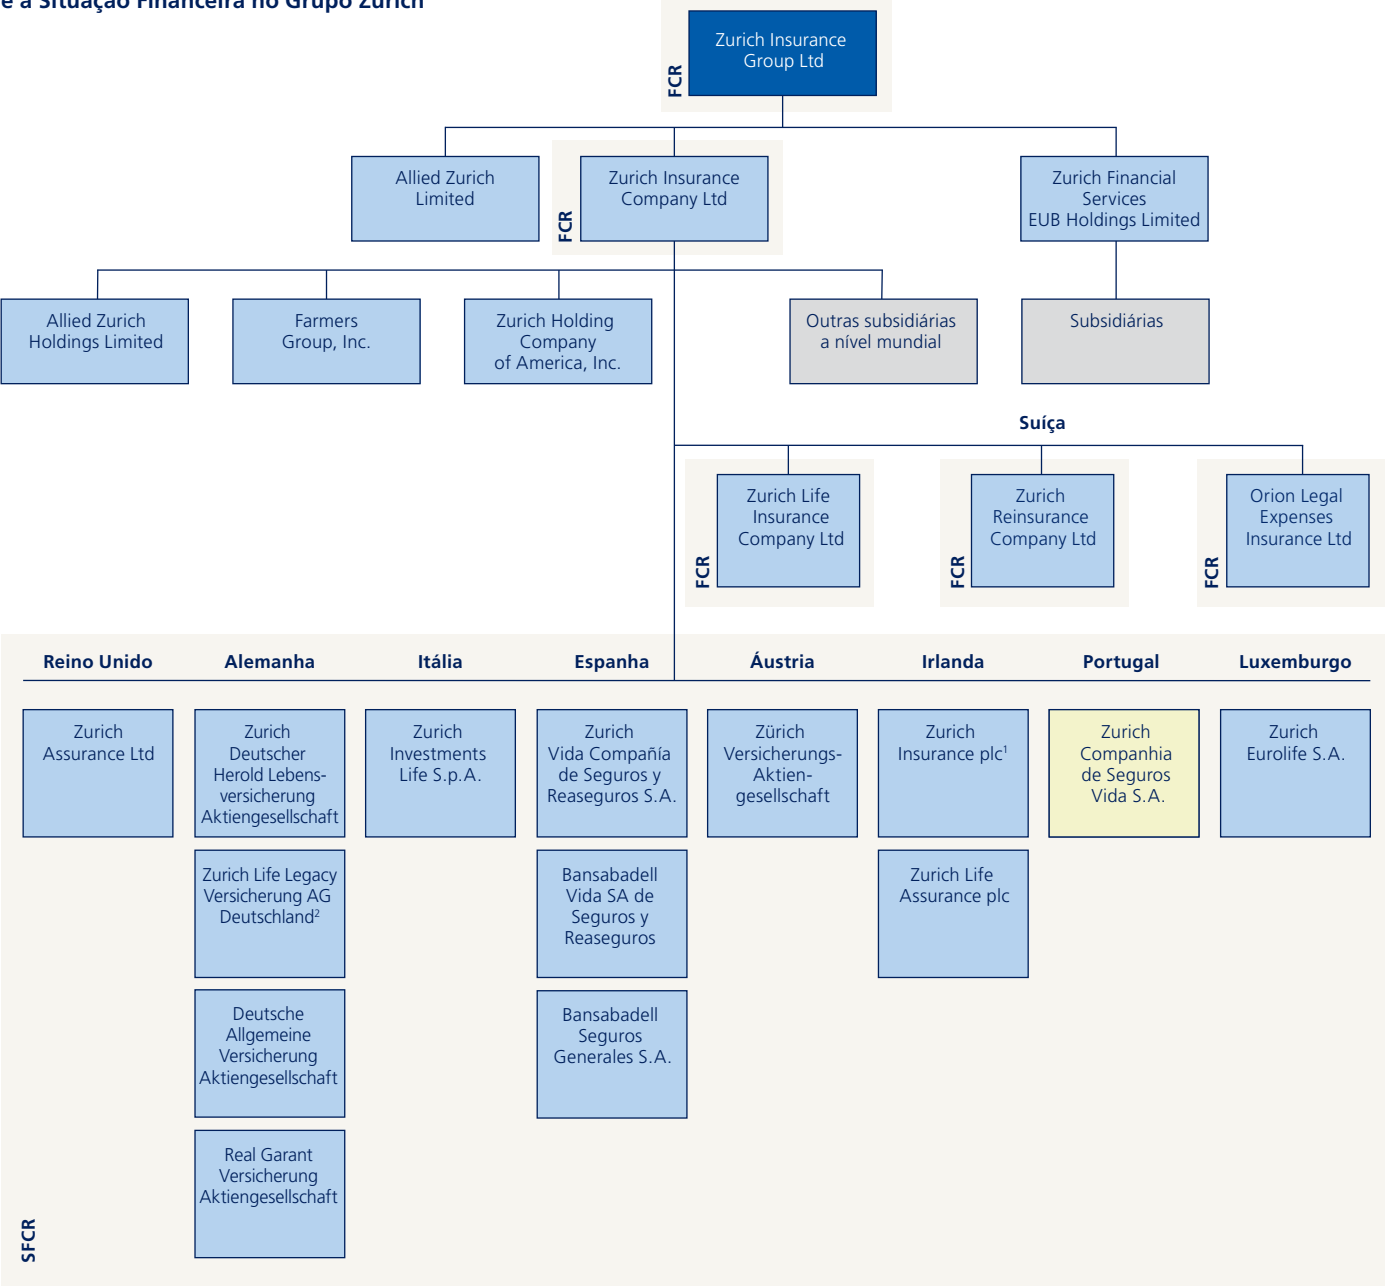 e a Situação Financeira no Grupo Zurich
Zurich Insurance
Group Ltd
FCR
Allied Zurich
Limited
Zurich Insurance
Company Ltd
FCR
Zurich Financial
Services
EUB Holdings Limited
Allied Zurich
Holdings Limited
Farmers
Group, Inc.
Zurich Holding
Company
of America, Inc.
Outras subsidiárias
a nível mundial
Subsidiárias
Suíça
Zurich Life
Insurance
Company Ltd
FCR
Zurich
Reinsurance
Company Ltd
FCR
Orion Legal
Expenses
Insurance Ltd
FCR
Reino Unido
Alemanha
Itália
Espanha
Áustria
Irlanda
Portugal
Luxemburgo
Zurich
Assurance Ltd
Zurich
Deutscher
Herold Lebens-
versicherung
Aktiengesellschaft
Zurich
Investments
Life S.p.A.
Zurich
Vida Compañía
de Seguros y
Reaseguros S.A.
Zürich
Versicherungs-
Aktien-
gesellschaft
Zurich
Insurance plc¹
Zurich
Companhia
de Seguros
Vida S.A.
Zurich
Eurolife S.A.
Zurich Life Legacy
Versicherung AG
Deutschland²
Bansabadell
Vida SA de
Seguros y
Reaseguros
Zurich Life
Assurance plc
Deutsche
Allgemeine
Versicherung
Aktiengesellschaft
Bansabadell
Seguros
Generales S.A.
Real Garant
Versicherung
Aktiengesellschaft
SFCR